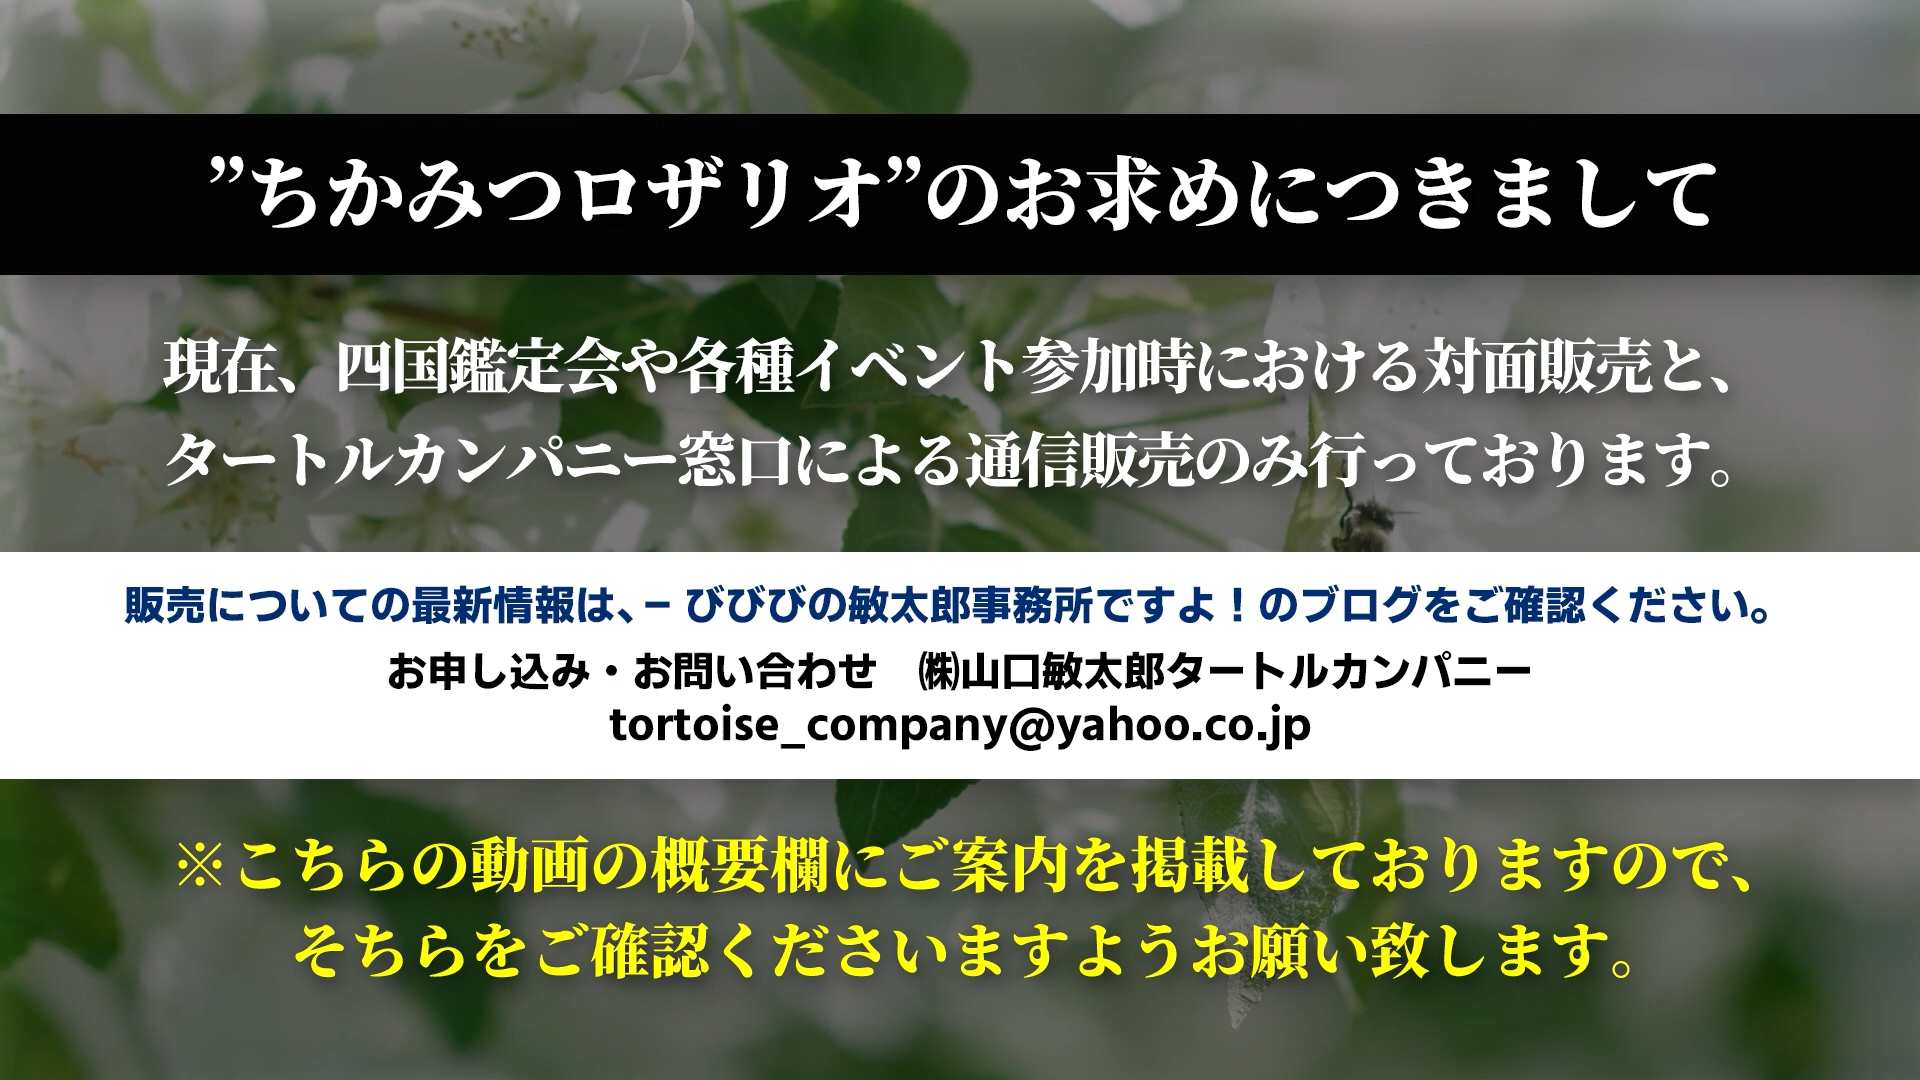 ”ちかみつロザリオ”のお求めにつきまして
現在、四国鑑定会や各種イベント参加時における対面販売と、
タートルカンパニー窓口による通信販売のみ行っております。
販売についての最新情報は、– びびびの敏太郎事務所ですよ！のブログをご確認ください。
お申し込み・お問い合わせ　㈱山口敏太郎タートルカンパニー
tortoise_company@yahoo.co.jp
※こちらの動画の概要欄にご案内を掲載しておりますので、
そちらをご確認くださいますようお願い致します。